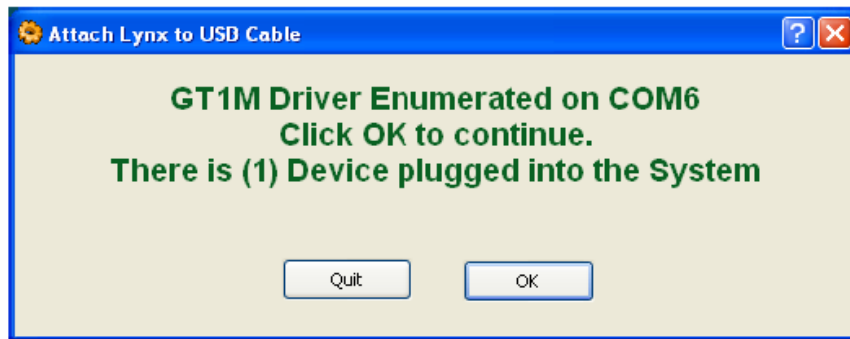 Attach Lynx to USB Cable
GT1M Driver Enumerated on COM6
Click OK to continue.
There is (1) Device plugged into the System
Quit OK